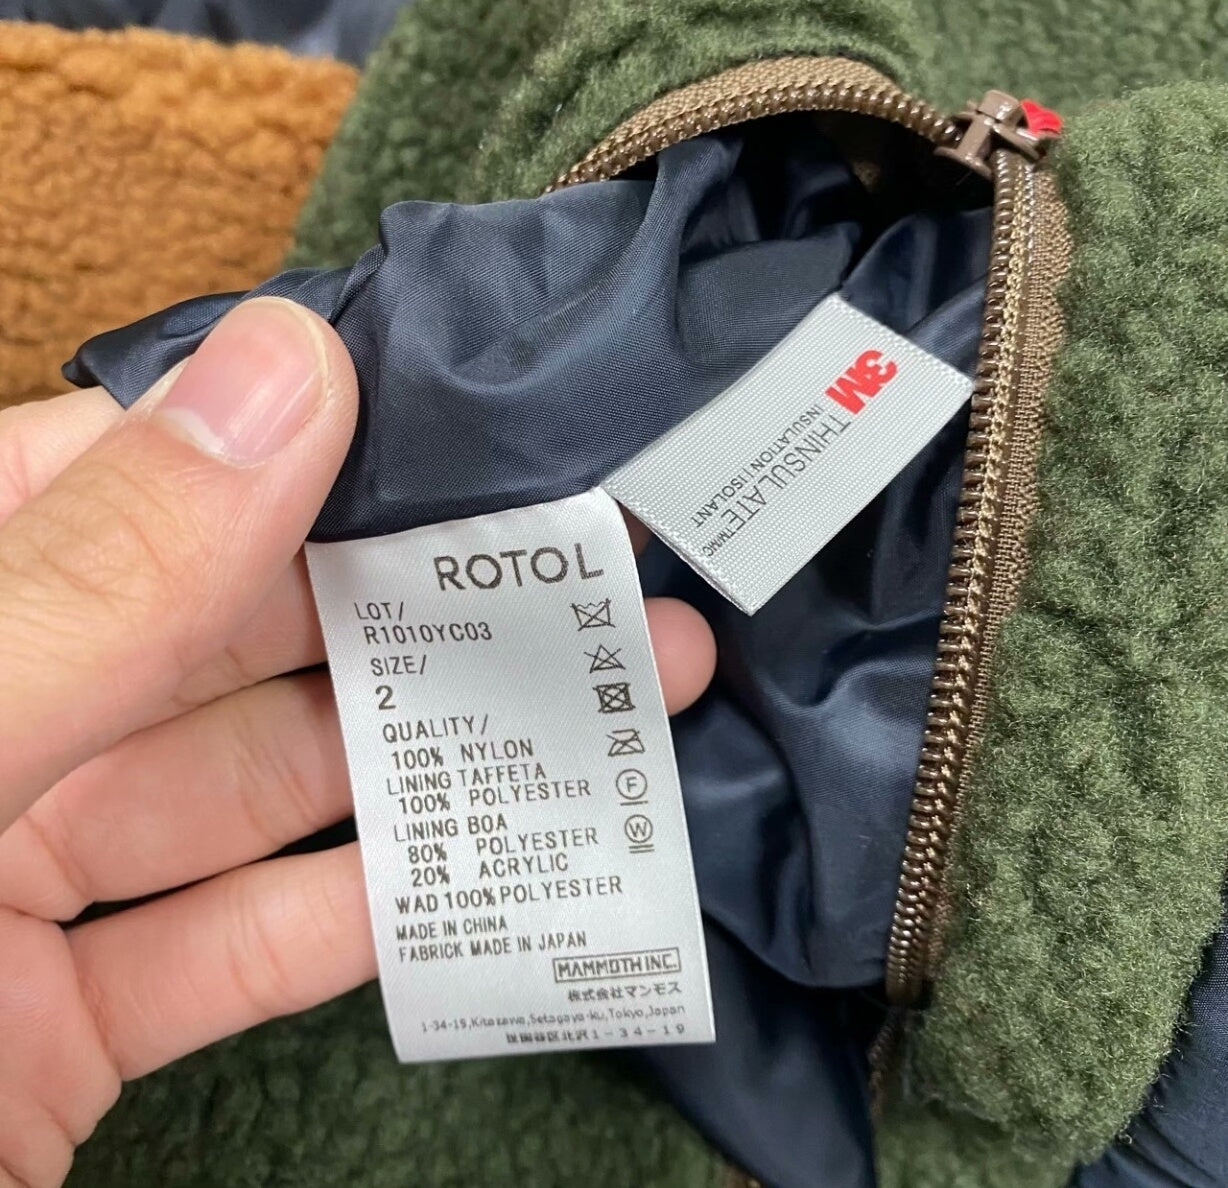 3M
THINSULATE™/MC
INSULATION | ISOLANT
ROTOL
LOT/
R1010YC03
SIZE/
2
QUALITY/
100% NYLON
LINING TAFFETA
100% POLYESTER
LINING BOA
80% POLYESTER
20% ACRYLIC
WAD 100% POLYESTER
F
W
MADE IN CHINA
FABRICK MADE IN JAPAN
MAMMOTH INC.
株式会社マンモス
1-34-19,Kitazawa,Setagaya-ku,Tokyo,Japan
世田谷区北沢1-34-19